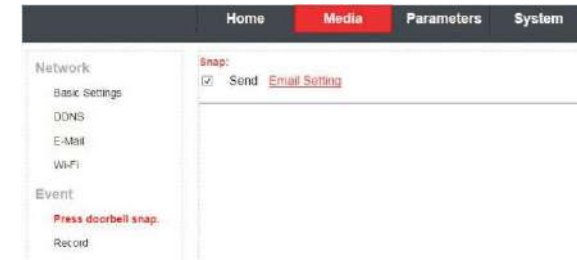 Home Media Parameters System
Network
Basic Settings
DDNS
E-Mail
Wi-Fi
Event
Press doorbell snap.
Record
Snap:
Send Email Setting